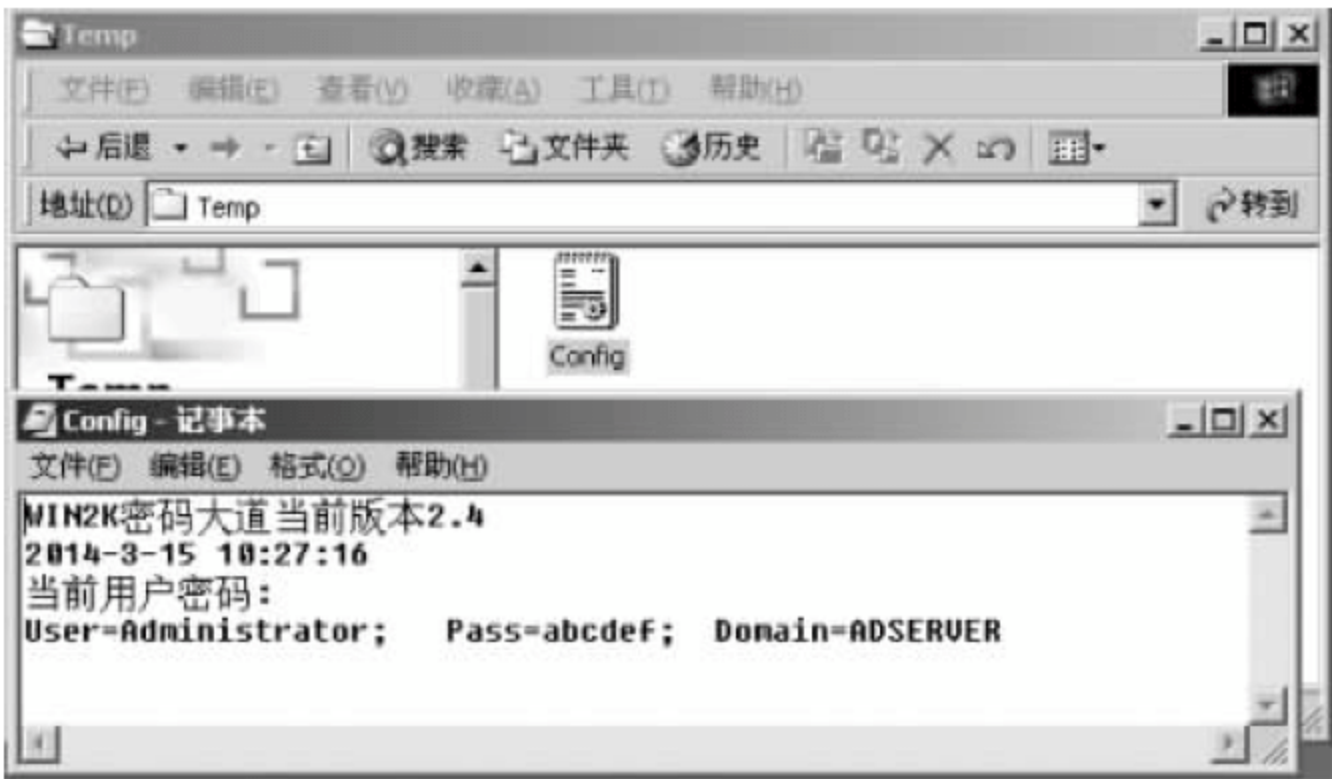 Temp
文件(F) 编辑(E) 查看(V) 收藏(A) 工具(T) 帮助(H)
后退 搜索 文件夹 历史
地址(D) Temp 转到
Config
Temp
Config - 记事本
文件(F) 编辑(E) 格式(O) 帮助(H)
WIN2K密码大道当前版本2.4
2014-3-15 10:27:16
当前用户密码:
User=Administrator; Pass=abcdef; Domain=ADSERVER